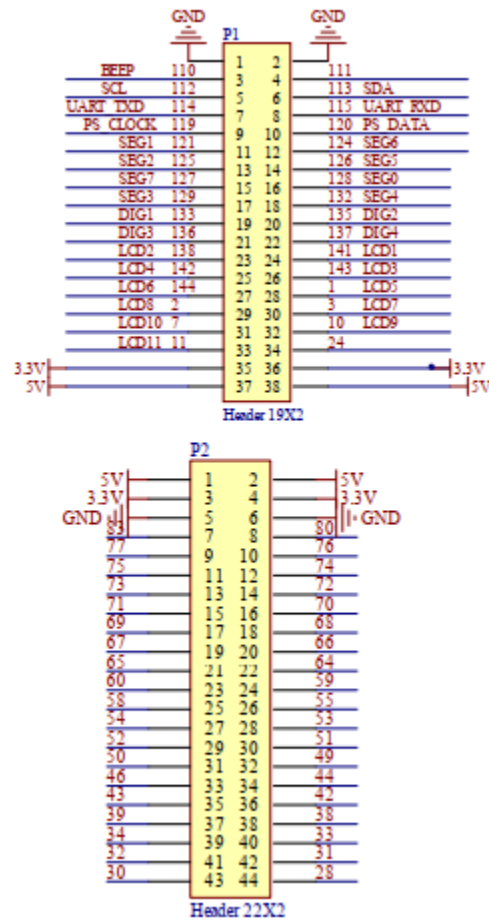 GND GND
P1
1 2
BEEP 110 3 4 111
SCL 112 5 6 113 SDA
UART TXD 114 7 8 115 UART RXD
PS CLOCK 119 9 10 120 PS DATA
SEG1 121 11 12 124 SEG6
SEG2 125 13 14 126 SEG5
SEG7 127 15 16 128 SEG0
SEG3 129 17 18 132 SEG4
DIG1 133 19 20 135 DIG2
DIG3 136 21 22 137 DIG4
LCD2 138 23 24 141 LCD1
LCD4 142 25 26 143 LCD3
LCD6 144 27 28 1 LCD5
LCD8 2 29 30 3 LCD7
LCD10 7 31 32 10 LCD9
LCD11 11 33 34 24
3.3V 35 36 3.3V
5V 37 38 5V
Header 19X2
P2
5V 1 2 5V
3.3V 3 4 3.3V
GND 5 6 GND
83 7 8 80
77 9 10 76
75 11 12 74
73 13 14 72
71 15 16 70
69 17 18 68
67 19 20 66
65 21 22 64
60 23 24 59
58 25 26 55
54 27 28 53
52 29 30 51
50 31 32 49
46 33 34 44
43 35 36 42
39 37 38 38
34 39 40 33
32 41 42 31
30 43 44 28
Header 22X2